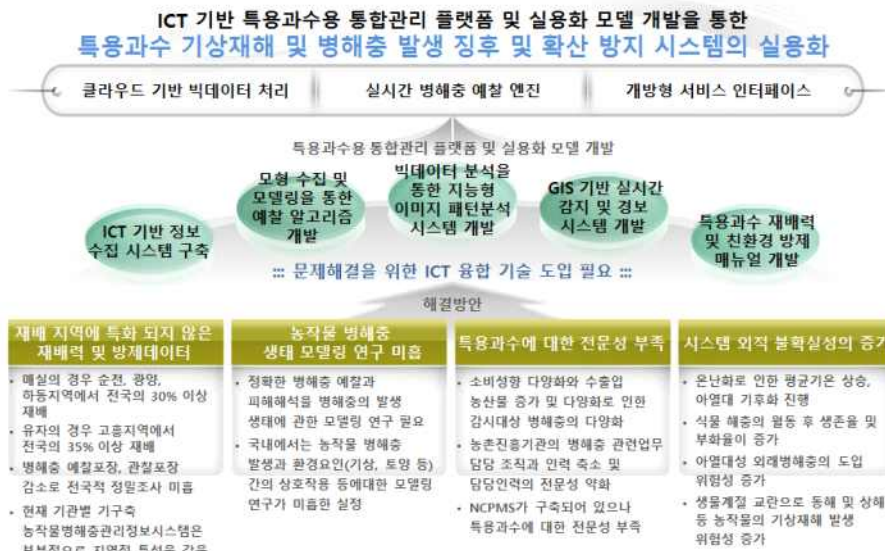 ICT 기반 특용과수용 통합관리 플랫폼 및 실용화 모델 개발을 통한
특용과수 기상재해 및 병해충 발생 징후 및 확산 방지 시스템의 실용화
클라우드 기반 빅데이터 처리
실시간 병해충 예찰 엔진
개방형 서비스 인터페이스
특용과수용 통합관리 플랫폼 및 실용화 모델 개발
ICT 기반 정보
수집 시스템 구축
모형 수집 및
모델링을 통한
예찰 알고리즘
개발
빅데이터 분석을
통한 지능형
이미지 패턴분석
시스템 개발
GIS 기반 실시간
감지 및 경보
시스템 개발
특용과수 재배력
및 친환경 방제
매뉴얼 개발
::: 문제해결을 위한 ICT 융합 기술 도입 필요 :::
해결방안
재배 지역에 특화 되지 않은
재배력 및 방제데이터
• 매실의 경우 순천, 광양,
하동지역에서 전국의 30% 이상
재배
• 유자의 경우 고흥지역에서
전국의 35% 이상 재배
• 병해충 예찰포장, 관찰포장
감소로 전국적 정밀조사 미흡
• 현재 기관별 기구축
농작물병해충관리정보시스템은
농작물 병해충
생태 모델링 연구 미흡
• 정확한 병해충 예찰과
피해해석을 병해충의 발생
생태에 관한 모델링 연구 필요
• 국내에서는 농작물 병해충
발생과 환경요인(기상, 토양 등)
간의 상호작용 등에대한 모델링
연구가 미흡한 실정
특용과수에 대한 전문성 부족
• 소비성향 다양화와 수출입
농산물 증가 및 다양화로 인한
감시대상 병해충의 다양화
• 농촌진흥기관의 병해충 관련업무
담당 조직과 인력 축소 및
담당인력의 전문성 약화
• NCPMS가 구축되어 있으나
특용과수에 대한 전문성 부족
시스템 외적 불확실성의 증가
• 온난화로 인한 평균기온 상승,
아열대 기후화 진행
• 식물 해충의 월동 후 생존율 및
부화율이 증가
• 아열대성 외래병해충의 도입
위험성 증가
• 생물계절 교란으로 동해 및 상해
등 농작물의 기상재해 발생
위험성 증가